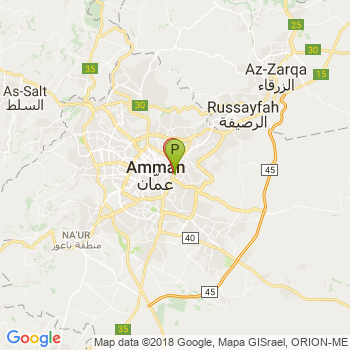 25
35
30
Az-Zarqa
الزرقاء
15
As-Salt
السلط
30
Russayfah
الرصيفة
P
Amman
عمان
45
NA'UR
منطقة ناعور
40
45
35
Google
Map data ©2018 Google, Mapa GISrael, ORION-ME